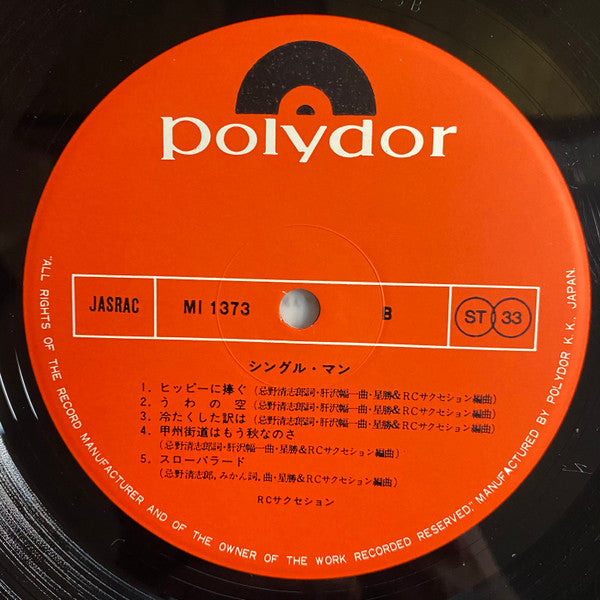 polydor
JASRAC MI 1373 B ST 33
シングル・マン
1. ヒッピーに捧ぐ (忌野清志郎詞・肝沢幅一曲・星勝&RCサクセション編曲)
2. うわの空 (忌野清志郎詞・肝沢幅一曲・星勝&RCサクセション編曲)
3. 冷たくした訳は (忌野清志郎詞・肝沢幅一曲・星勝&RCサクセション編曲)
4. 甲州街道はもう秋なのさ
(忌野清志郎詞・肝沢幅一曲・星勝&RCサクセション編曲)
5. スローバラード
(忌野清志郎, みかん詞.曲・星勝&RCサクセション編曲)
RCサクセション
"ALL RIGHTS OF THE RECORD MANUFACTURER AND OF THE OWNER OF THE WORK RECORDED RESERVED," MANUFACTURED BY POLYDOR K.K., JAPAN.